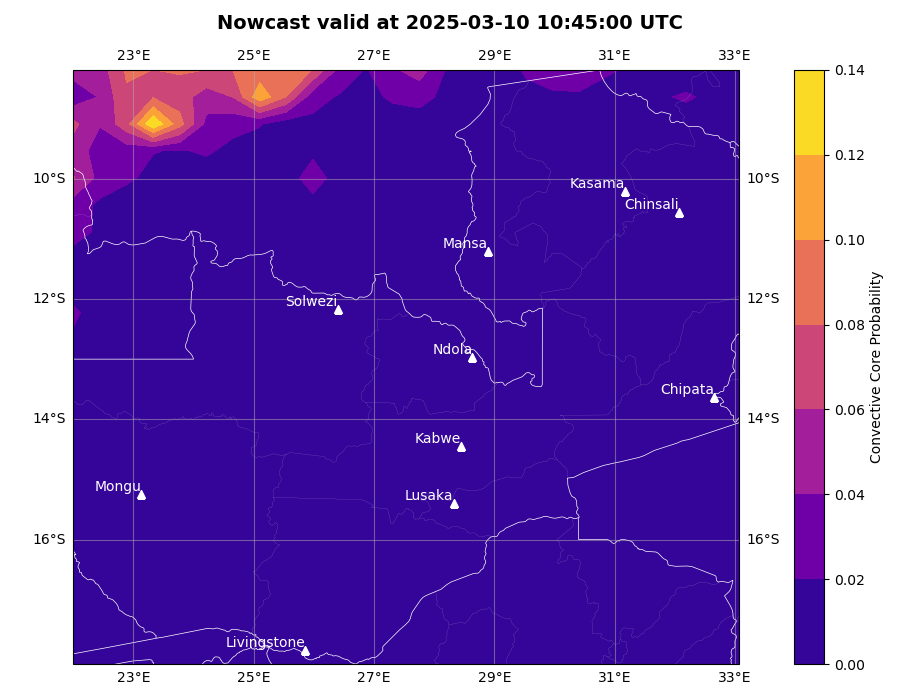 Nowcast valid at 2025-03-10 10:45:00 UTC
23°E 25°E 27°E 29°E 31°E 33°E
0.14
0.12
10°S 10°S
Kasama
Chinsali
0.10
Mansa
12°S 12°S
Solwezi
0.08
Ndola
Chipata
0.06
14°S 14°S
Kabwe
Mongu
Lusaka
0.04
16°S 16°S
0.02
Livingstone
0.00
23°E 25°E 27°E 29°E 31°E 33°E
Convective Core Probability